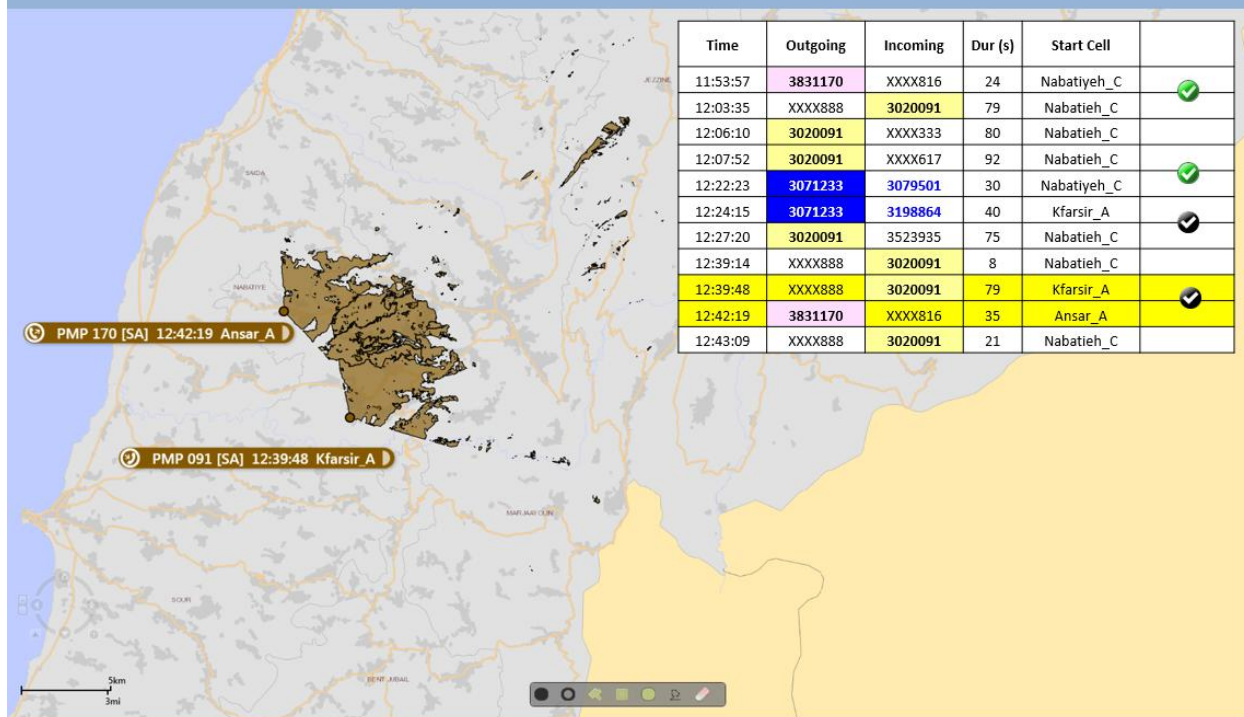 Time Outgoing Incoming Dur (s) Start Cell
11:53:57 3831170 XXXX816 24 Nabatiyeh_C
12:03:35 XXXX888 3020091 79 Nabatieh_C
12:06:10 3020091 XXXX333 80 Nabatieh_C
12:07:52 3020091 XXXX617 92 Nabatieh_C
12:22:23 3071233 3079501 30 Nabatiyeh_C
12:24:15 3071233 3198864 40 Kfarsir_A
12:27:20 3020091 3523935 75 Nabatieh_C
12:39:14 XXXX888 3020091 8 Nabatieh_C
12:39:48 XXXX888 3020091 79 Kfarsir_A
12:42:19 3831170 XXXX816 35 Ansar_A
12:43:09 XXXX888 3020091 21 Nabatieh_C
JEZZINE
SAIDA
NABATIYE
PMP 170 [SA] 12:42:19 Ansar_A
PMP 091 [SA] 12:39:48 Kfarsir_A
MARJAAYOUN
SOUR
BENT JUBAIL
5km
3mi